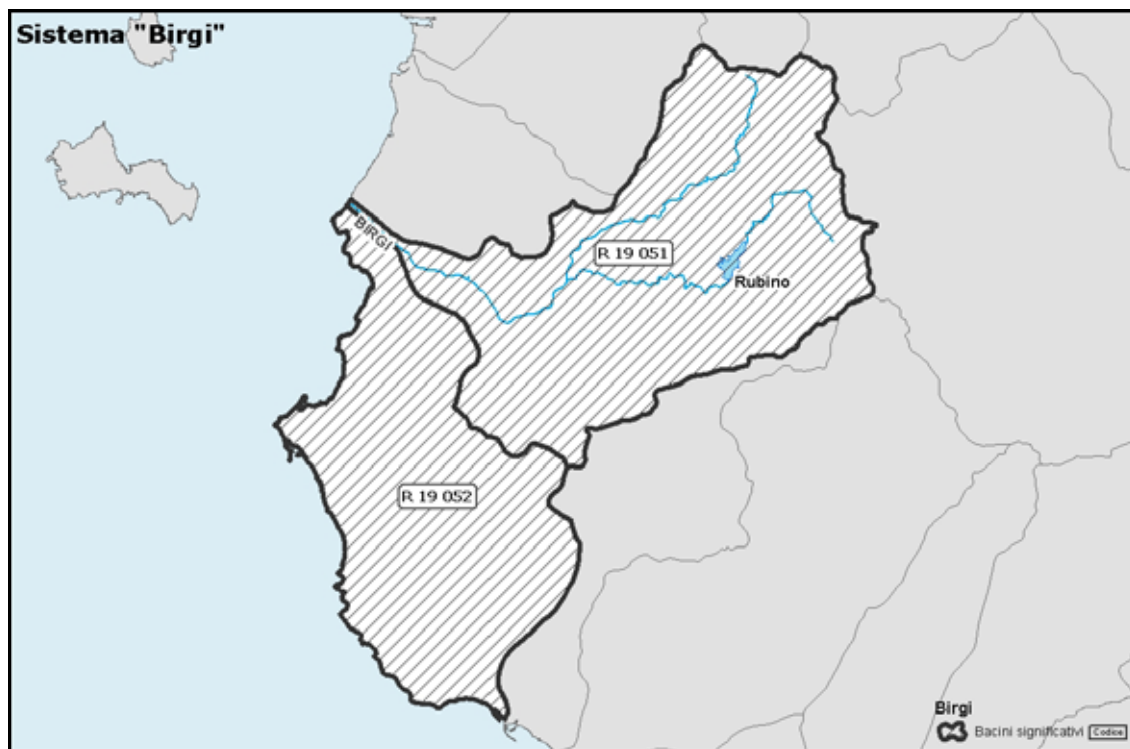 Sistema "Birgi"
BIRGI
R 19 051
Rubino
R 19 052
Birgi
Bacini significativi Codice